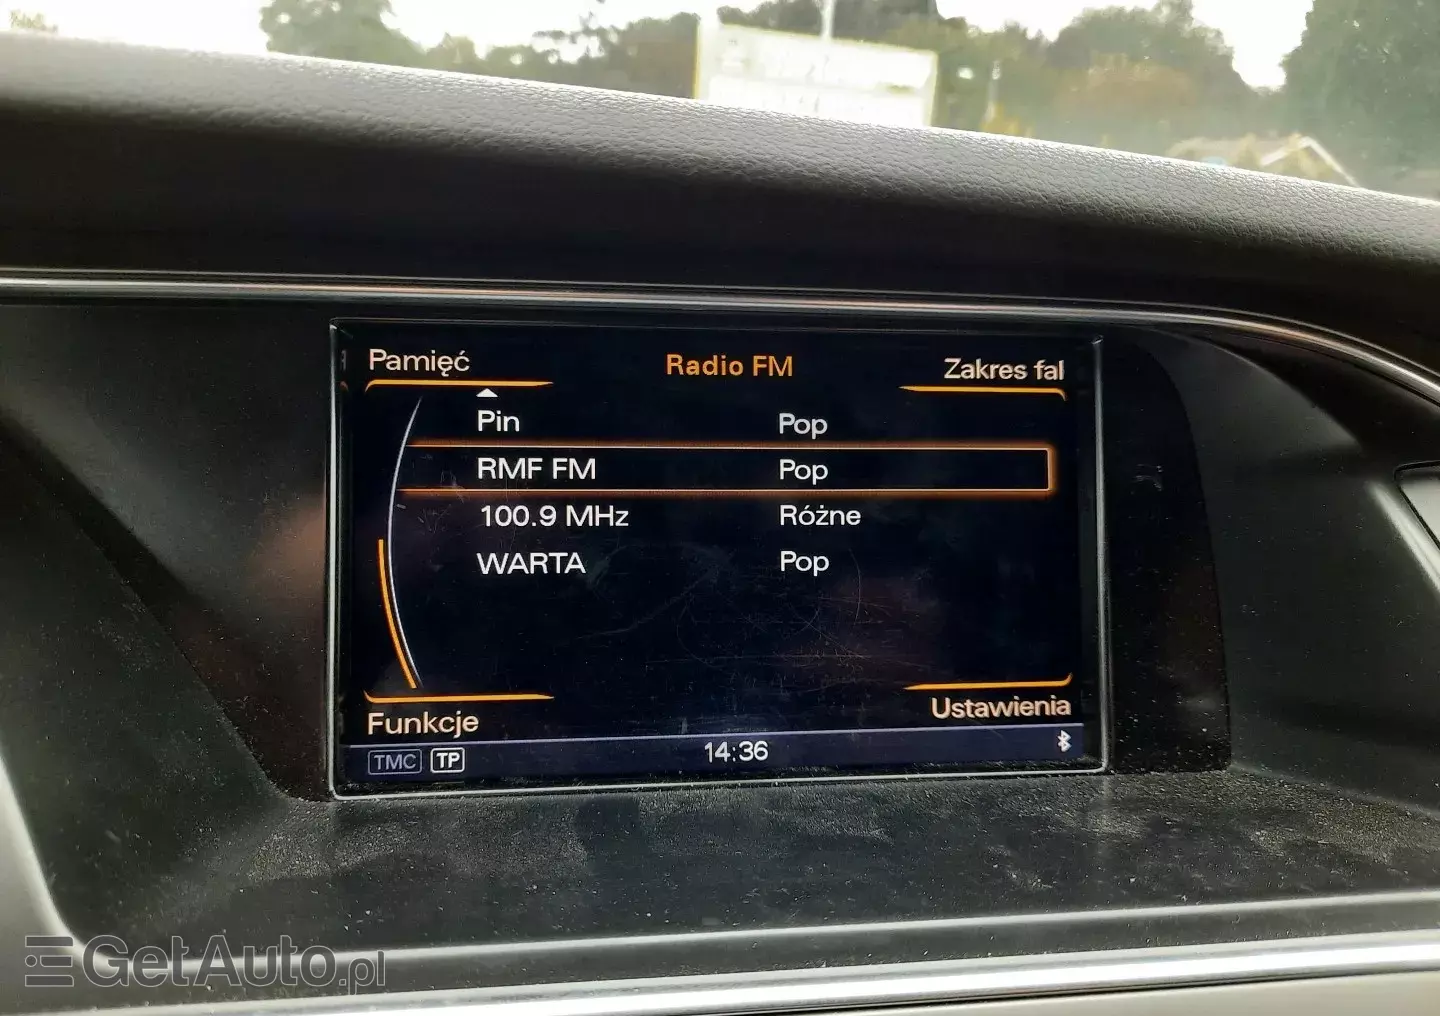 Pamięć Radio FM Zakres fal
Pin Pop
RMF FM Pop
100.9 MHz Różne
WARTA Pop
Funkcje Ustawienia
TMC TP 14:36
GetAuto.pl